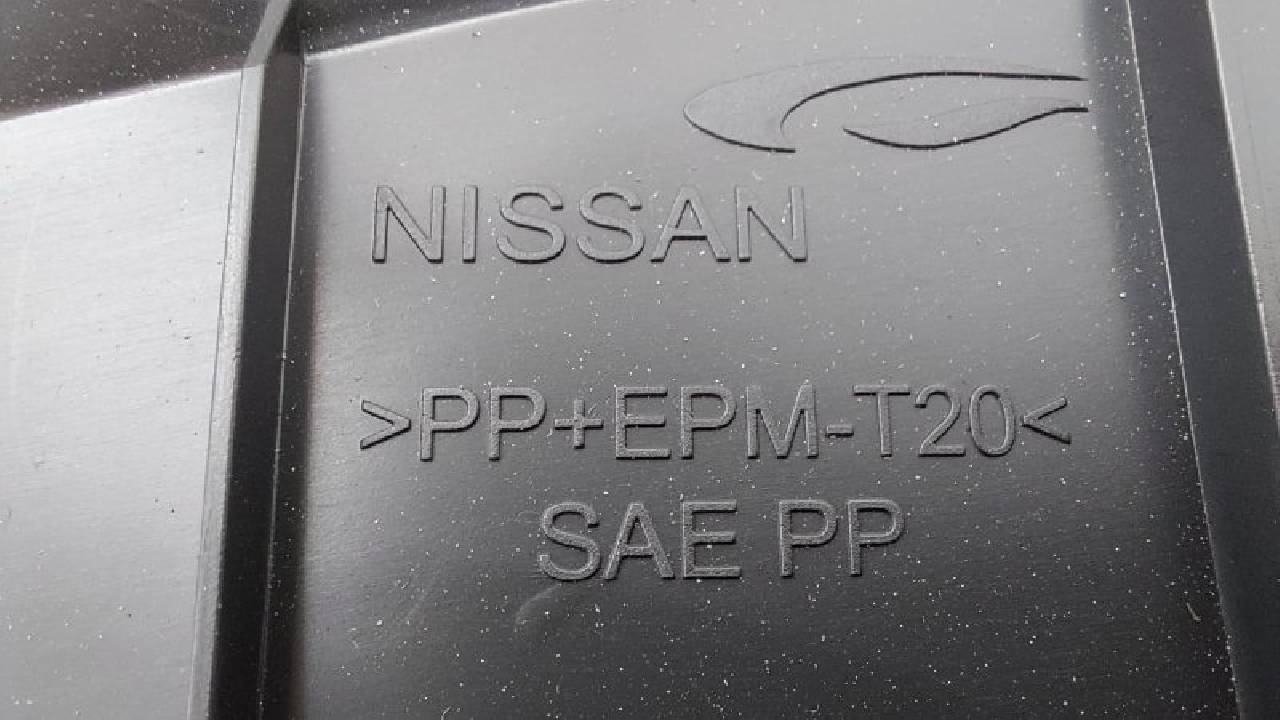 NISSAN
>PP+EPM-T20<
SAE PP